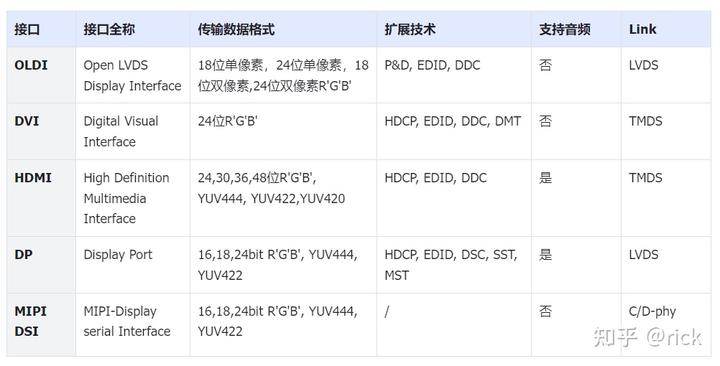 接口 接口全称 传输数据格式 扩展技术 支持音频 Link
OLDI Open LVDS 18位单像素，24位单像素，18 P&D, EDID, DDC 否 LVDS
Display Interface 位双像素,24位双像素R'G'B'
DVI Digital Visual 24位R'G'B' HDCP, EDID, DDC, DMT 否 TMDS
Interface
HDMI High Definition 24,30,36,48位R'G'B', HDCP, EDID, DDC 是 TMDS
Multimedia YUV444, YUV422,YUV420
Interface
DP Display Port 16,18,24bit R'G'B', YUV444, HDCP, EDID, DSC, SST, 是 LVDS
YUV422 MST
MIPI MIPI-Display 16,18,24bit R'G'B', YUV444, / 否 C/D-phy
DSI serial Interface YUV422
知乎 @rick